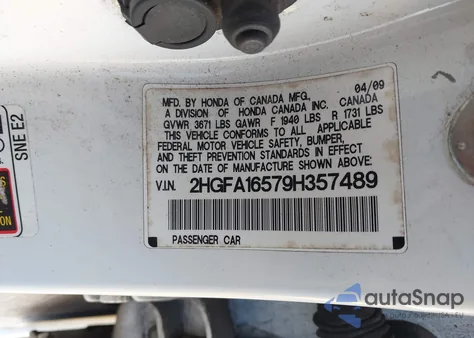 04/09
MFD. BY HONDA OF CANADA MFG.
A DIVISION OF HONDA CANADA INC. CANADA
GVWR 3671 LBS GAWR F 1940 LBS R 1731 LBS
THIS VEHICLE CONFORMS TO ALL APPLICABLE
FEDERAL MOTOR VEHICLE SAFETY, BUMPER,
AND THEFT PREVENTION STANDARDS IN EFFECT
ON THE DATE OF MANUFACTURE SHOWN ABOVE:
V.I.N. 2HGFA16579H357489
PASSENGER CAR
SNE E2
autoSnap